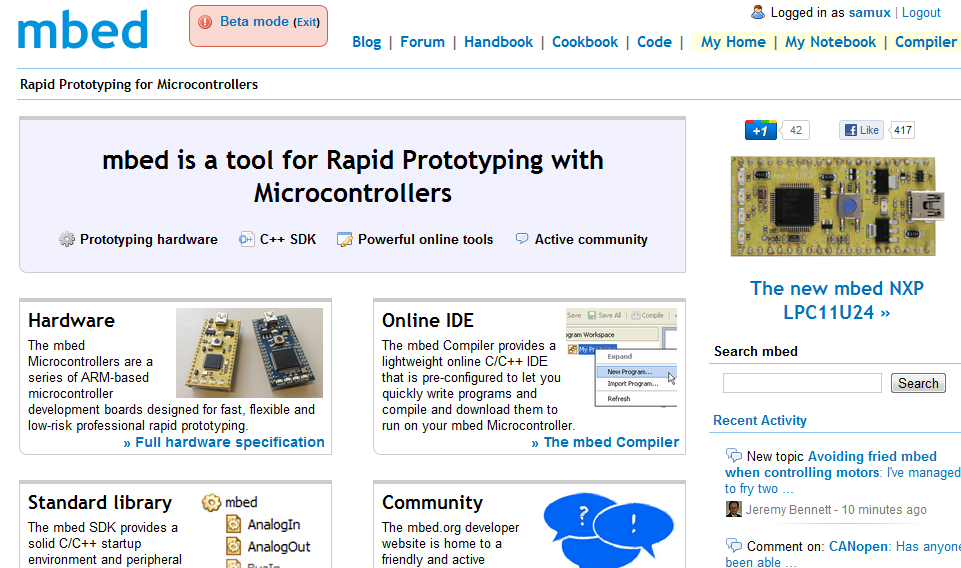 mbed
Beta mode (Exit)
Logged in as samux | Logout
Blog | Forum | Handbook | Cookbook | Code | My Home | My Notebook | Compiler
Rapid Prototyping for Microcontrollers
mbed is a tool for Rapid Prototyping with
Microcontrollers
Prototyping hardware C++ SDK Powerful online tools Active community
+1 42 Like 417
The new mbed NXP
LPC11U24 »
Search mbed
Search
Recent Activity
New topic Avoiding fried mbed
when controlling motors: I've managed
to fry two ...
Jeremy Bennett - 10 minutes ago
Comment on: CANopen: Has anyone
been able ...
Hardware
The mbed
Microcontrollers are a
series of ARM-based
microcontroller
development boards designed for fast, flexible and
low-risk professional rapid prototyping.
» Full hardware specification
Online IDE
The mbed Compiler provides a
lightweight online C/C++ IDE
that is pre-configured to let you
quickly write programs and
compile and download them to
run on your mbed Microcontroller.
» The mbed Compiler
Save Save All Compile
ogram Workspace
My Pr
Expand
New Program...
Import Program...
Refresh
Standard library
The mbed SDK provides a
solid C/C++ startup
environment and peripheral
mbed
AnalogIn
AnalogOut
BusIn
Community
The mbed.org developer
website is home to a
friendly and active
? !